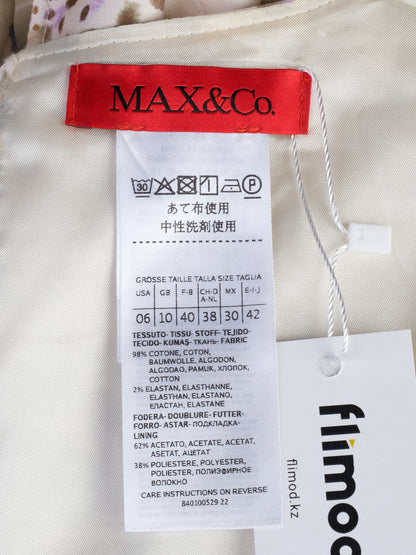 MAX&Co.
30 P
あて布使用
中性洗剤使用
GRÖSSE TAILLE TALLA SIZE TAGLIA
USA GB F-B CH-D A-NL MX E-I-J
06 10 40 38 30 42
TESSUTO- TISSU- STOFF- TEJIDO-
TECIDO- KUMAŞ- ТКАНЬ- FABRIC
98% COTONE, COTON,
BAUMWOLLE, ALGODON,
ALGODAO, PAMUK, ХЛОПОК,
COTTON
2% ELASTAN, ELASTHANNE,
ELASTHAN, ELASTANO,
ЕЛАСТАН, ELASTANE
FODERA- DOUBLURE- FUTTER-
FORRO- ASTAR- ПОДКЛАДКА-
LINING
62% ACETATO, ACETATE, ACETAT,
ASETAT, АЦЕТАТ
38% POLIESTERE, POLYESTER,
POLIESTER, ПОЛИЭФИРНОЕ
ВОЛОКНО
CARE INSTRUCTIONS ON REVERSE
840100529 22
flimod
flimod.kz